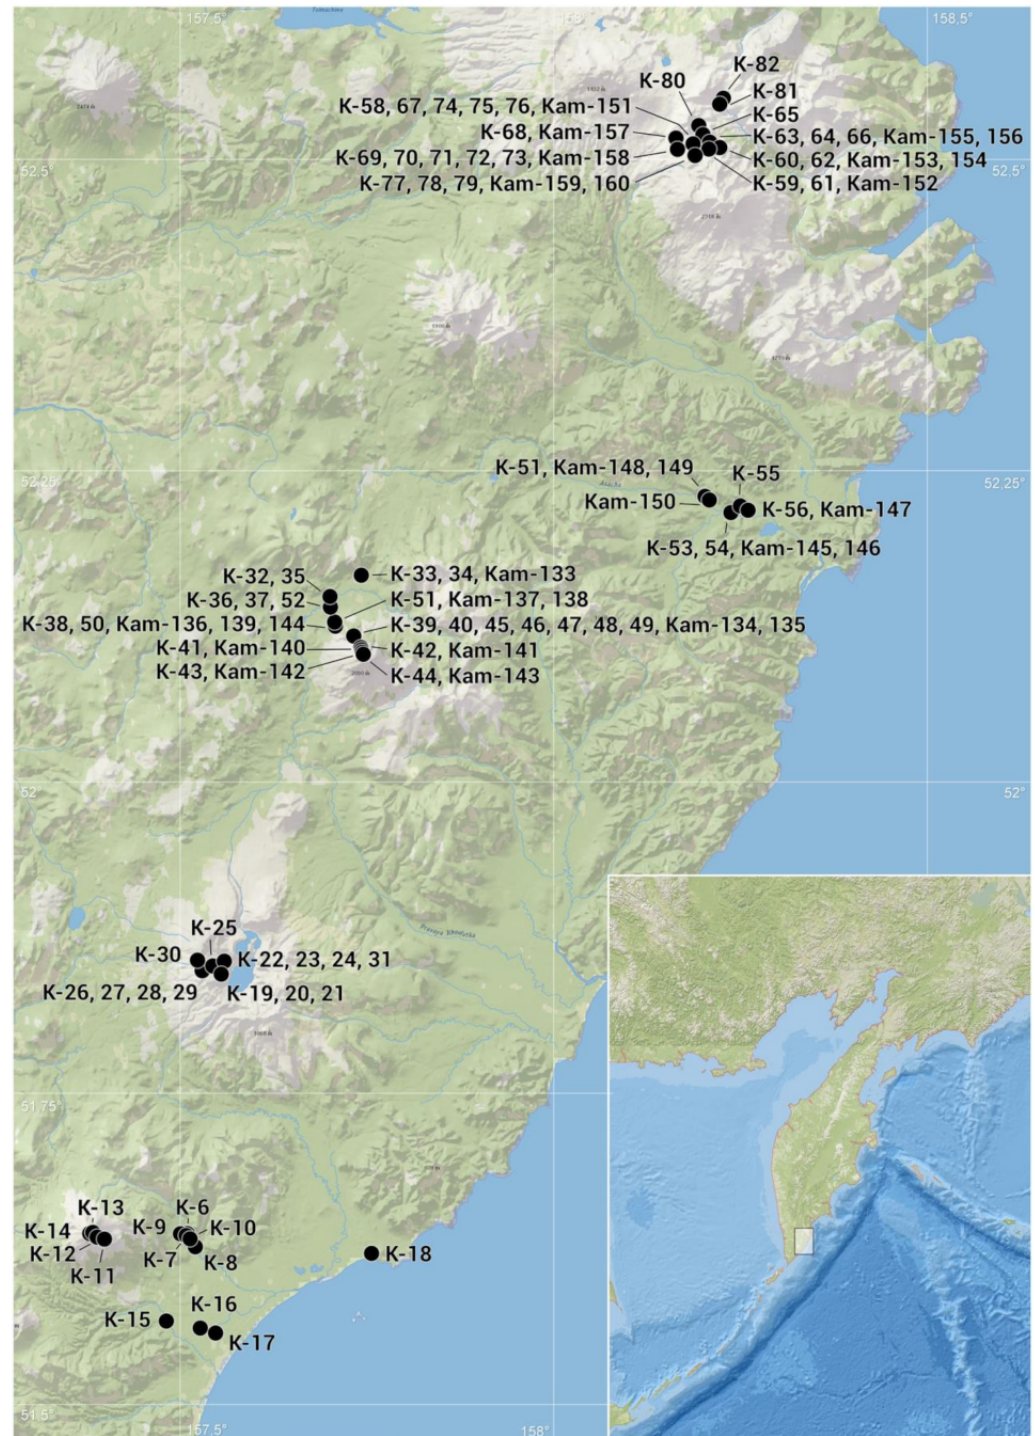 157,5°
158°
158,5°
K-82
K-80
K-81
K-58, 67, 74, 75, 76, Kam-151
K-65
K-68, Kam-157
K-63, 64, 66, Kam-155, 156
K-69, 70, 71, 72, 73, Kam-158
K-60, 62, Kam-153, 154
52,5°
52,5°
K-77, 78, 79, Kam-159, 160
K-59, 61, Kam-152
K-51, Kam-148, 149
K-55
52,25°
52,25°
Kam-150
K-56, Kam-147
K-53, 54, Kam-145, 146
K-32, 35
K-33, 34, Kam-133
K-36, 37, 52
K-51, Kam-137, 138
K-38, 50, Kam-136, 139, 144
K-39, 40, 45, 46, 47, 48, 49, Kam-134, 135
K-41, Kam-140
K-42, Kam-141
K-43, Kam-142
K-44, Kam-143
52°
52°
K-25
K-30
K-22, 23, 24, 31
K-26, 27, 28, 29
K-19, 20, 21
51,75°
K-13
K-6
K-14
K-9
K-10
K-12
K-7
K-8
K-18
K-11
K-16
K-15
K-17
51,5°
157,5°
158°